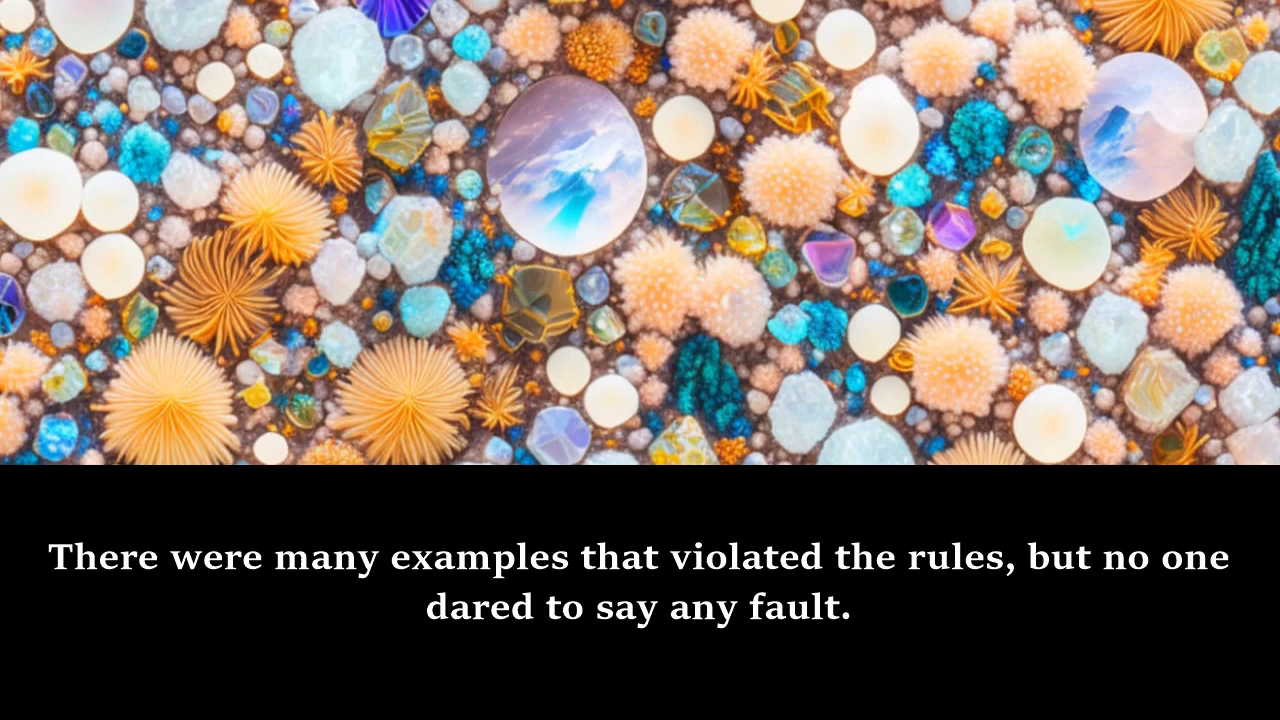 There were many examples that violated the rules, but no one
dared to say any fault.